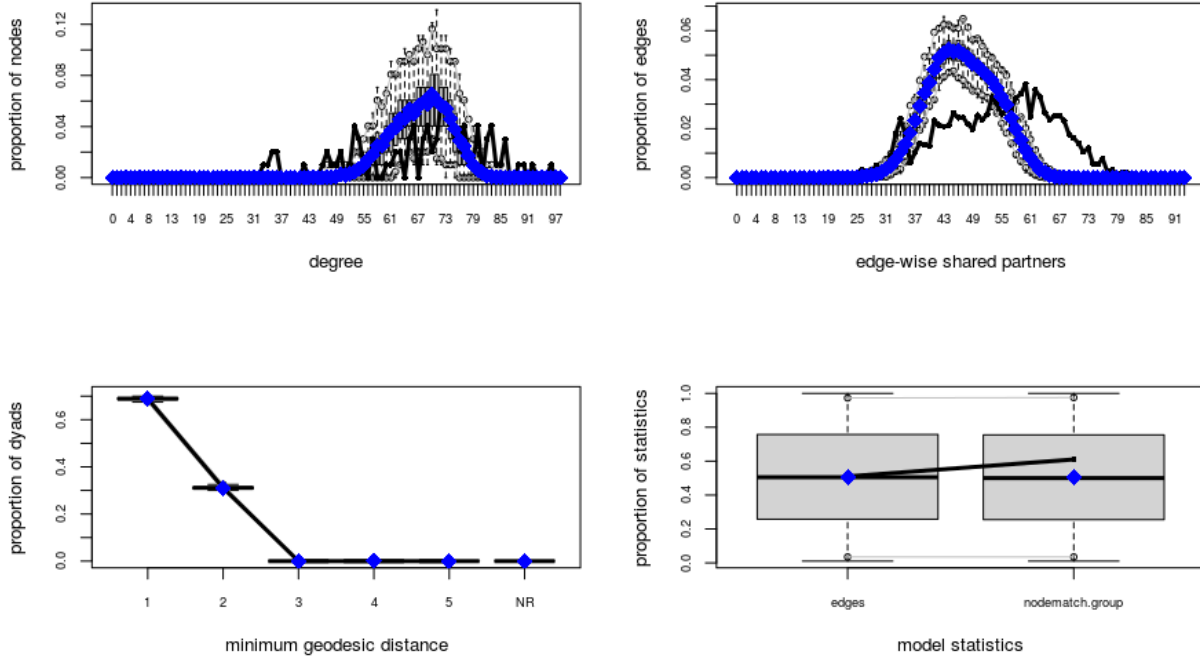 proportion of nodes
0.00 0.04 0.08 0.12
0 4 8 13 19 25 31 37 43 49 55 61 67 73 79 85 91 97
degree
proportion of edges
0.00 0.02 0.04 0.06
0 4 8 13 19 25 31 37 43 49 55 61 67 73 79 85 91
edge-wise shared partners
proportion of dyads
0.0 0.2 0.4 0.6
1 2 3 4 5 NR
minimum geodesic distance
proportion of statistics
0.0 0.2 0.4 0.6 0.8 1.0
edges nodematch.group
model statistics